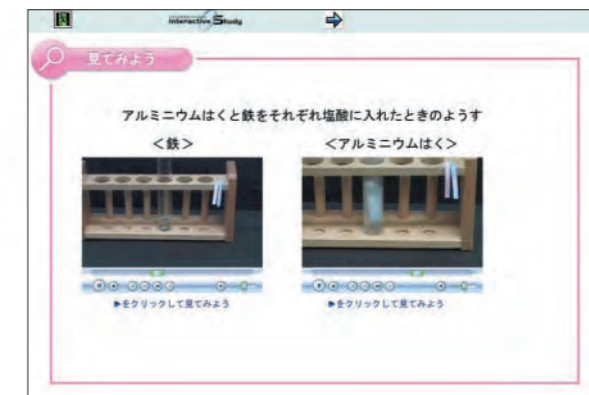 Interactive Study
見てみよう
アルミニウムはくと鉄をそれぞれ塩酸に入れたときのようす
＜鉄＞
＜アルミニウムはく＞
▶をクリックして見てみよう
▶をクリックして見てみよう